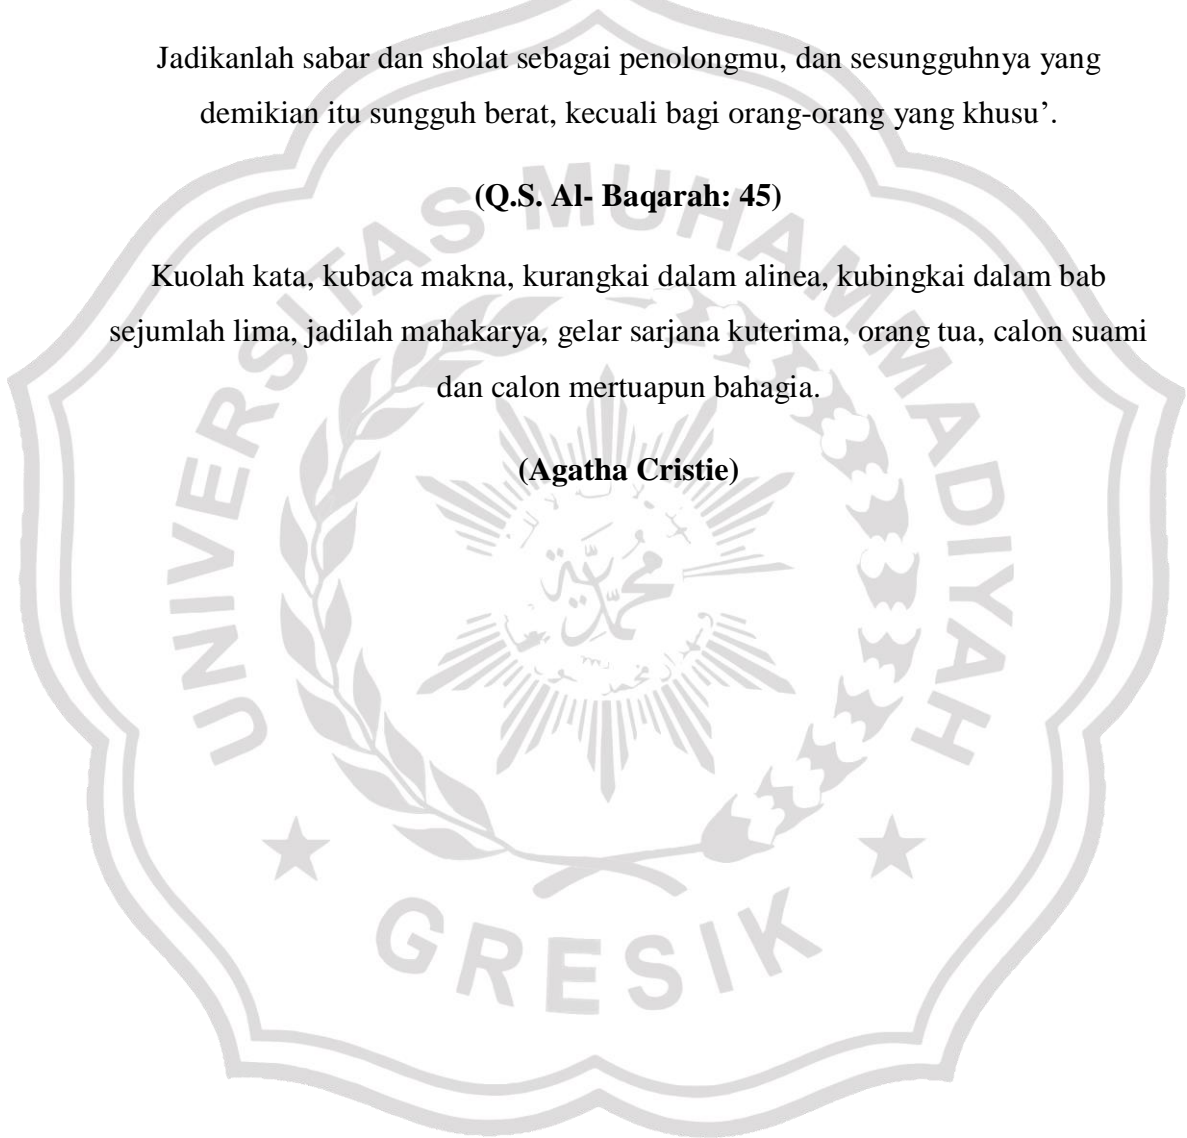 Jadikanlah sabar dan sholat sebagai penolongmu, dan sesungguhnya yang
demikian itu sungguh berat, kecuali bagi orang-orang yang khusu’.
(Q.S. Al- Baqarah: 45)
Kuolah kata, kubaca makna, kurangkai dalam alinea, kubingkai dalam bab
sejumlah lima, jadilah mahakarya, gelar sarjana kuterima, orang tua, calon suami
dan calon mertuapun bahagia.
(Agatha Cristie)
UNIVERSITAS MUHAMMADIYAH
محمدية
GRESIK